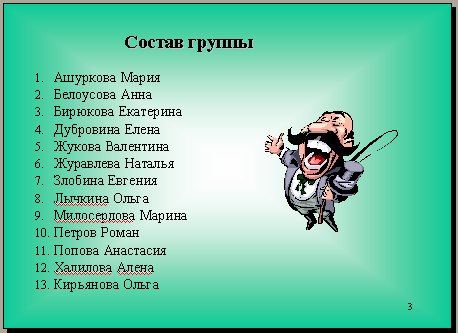 Состав группы
1. Ашуркова Мария
2. Белоусова Анна
3. Бирюкова Екатерина
4. Дубровина Елена
5. Жукова Валентина
6. Журавлева Наталья
7. Злобина Евгения
8. Лычкина Ольга
9. Милосердова Марина
10. Петров Роман
11. Попова Анастасия
12. Халилова Алена
13. Кирьянова Ольга
3